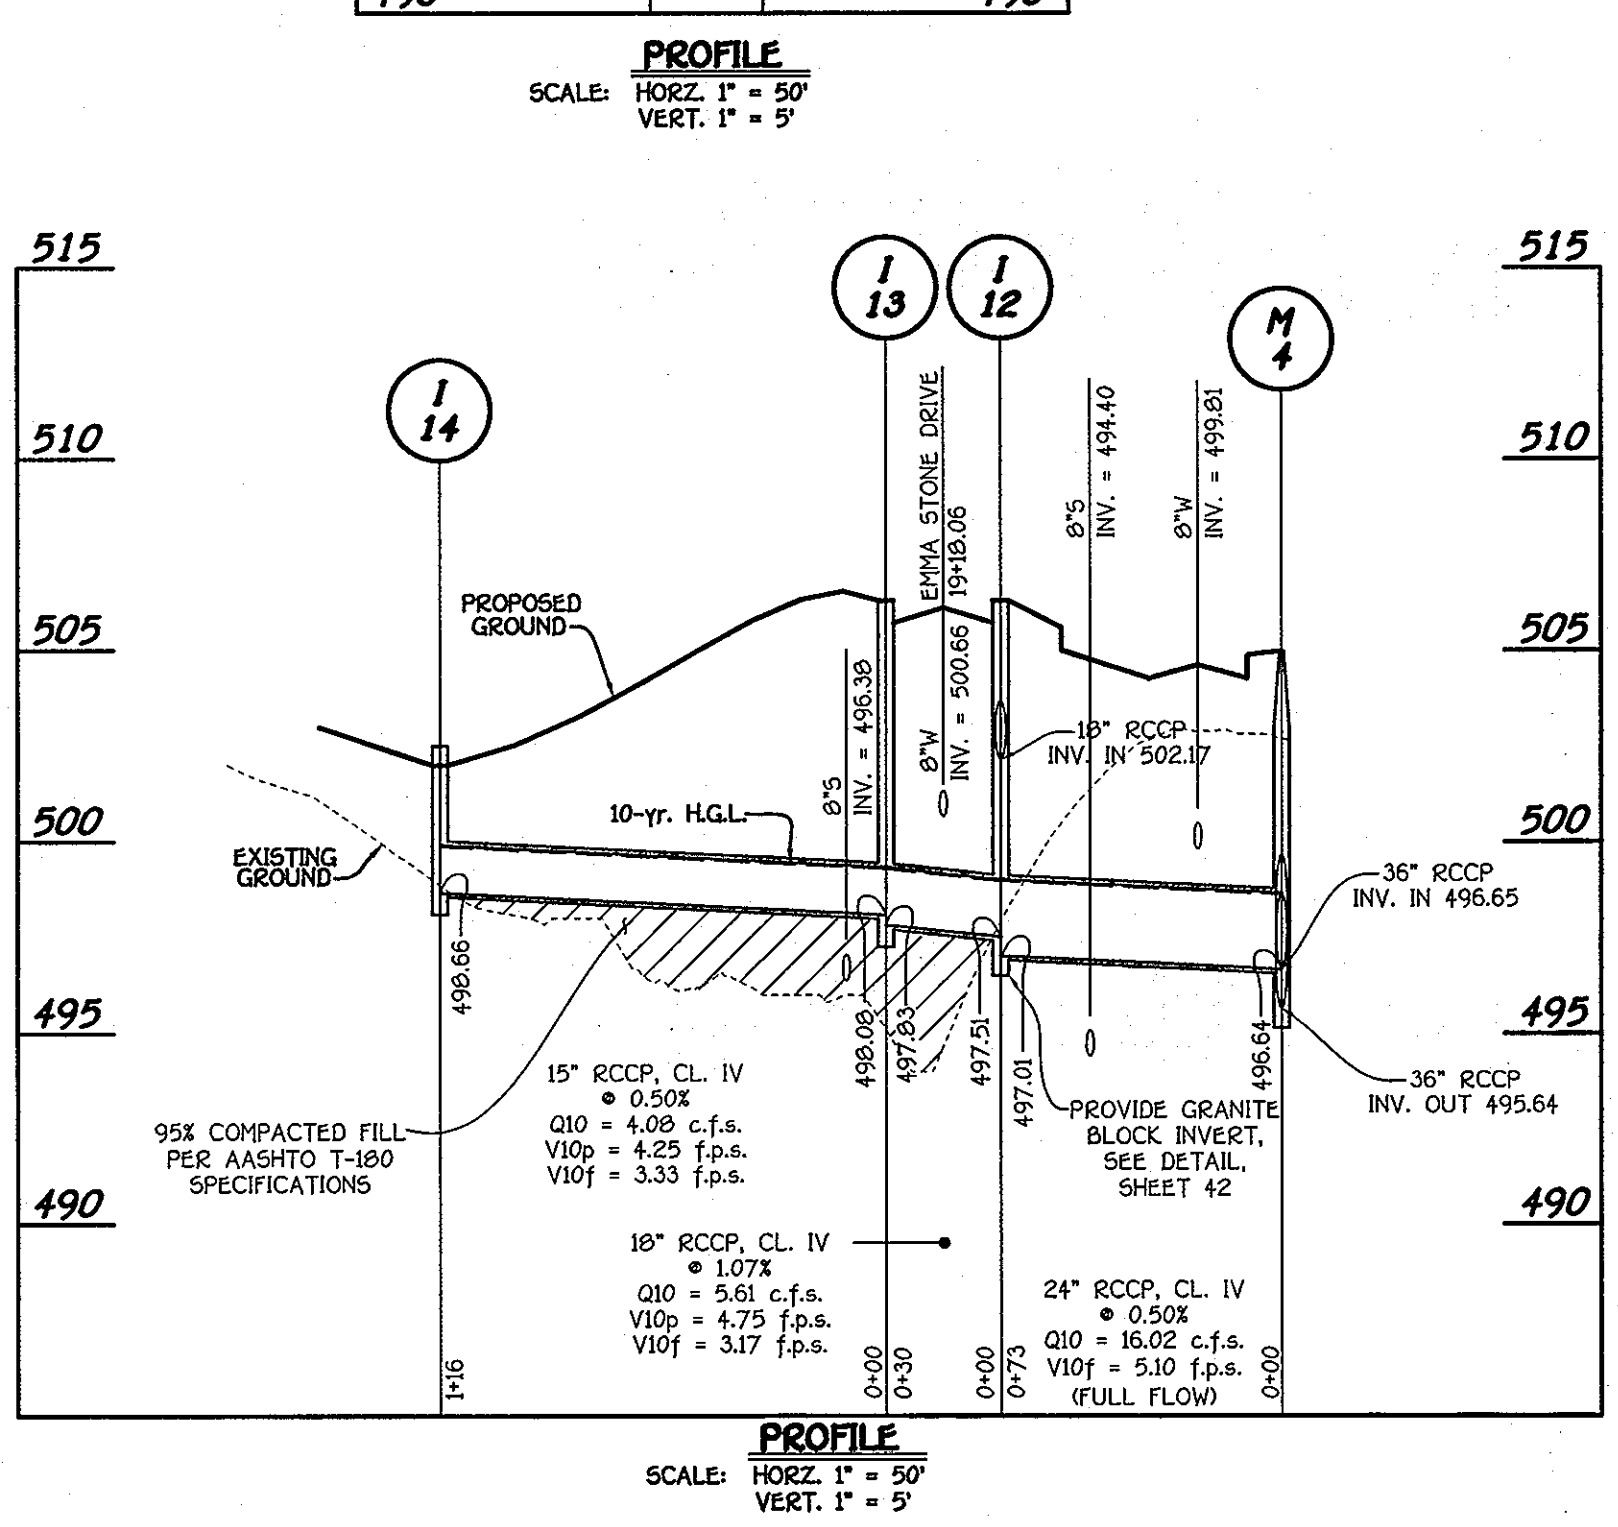 PROFILE
SCALE: HORZ. 1" = 50'
VERT. 1" = 5'
515
515
I
13
I
12
M
4
I
14
510
510
EMMA STONE DRIVE
19+18.06
8"S
INV. = 494.40
8"W
INV. = 499.81
PROPOSED
GROUND
505
505
8"S
INV. = 496.38
8"W
INV. = 500.66
18" RCCP
INV. IN 502.17
500
500
10-yr. H.G.L.
EXISTING
GROUND
36" RCCP
INV. IN 496.65
498.66
498.08
497.83
497.51
497.01
496.64
495
495
15" RCCP, CL. IV
@ 0.50%
Q10 = 4.08 c.f.s.
V10p = 4.25 f.p.s.
V10f = 3.33 f.p.s.
36" RCCP
INV. OUT 495.64
95% COMPACTED FILL
PER AASHTO T-180
SPECIFICATIONS
PROVIDE GRANITE
BLOCK INVERT,
SEE DETAIL,
SHEET 42
490
490
18" RCCP, CL. IV
@ 1.07%
Q10 = 5.61 c.f.s.
V10p = 4.75 f.p.s.
V10f = 3.17 f.p.s.
24" RCCP, CL. IV
@ 0.50%
Q10 = 16.02 c.f.s.
V10f = 5.10 f.p.s.
(FULL FLOW)
1+16
0+00
0+30
0+00
0+73
0+00
PROFILE
SCALE: HORZ. 1" = 50'
VERT. 1" = 5'